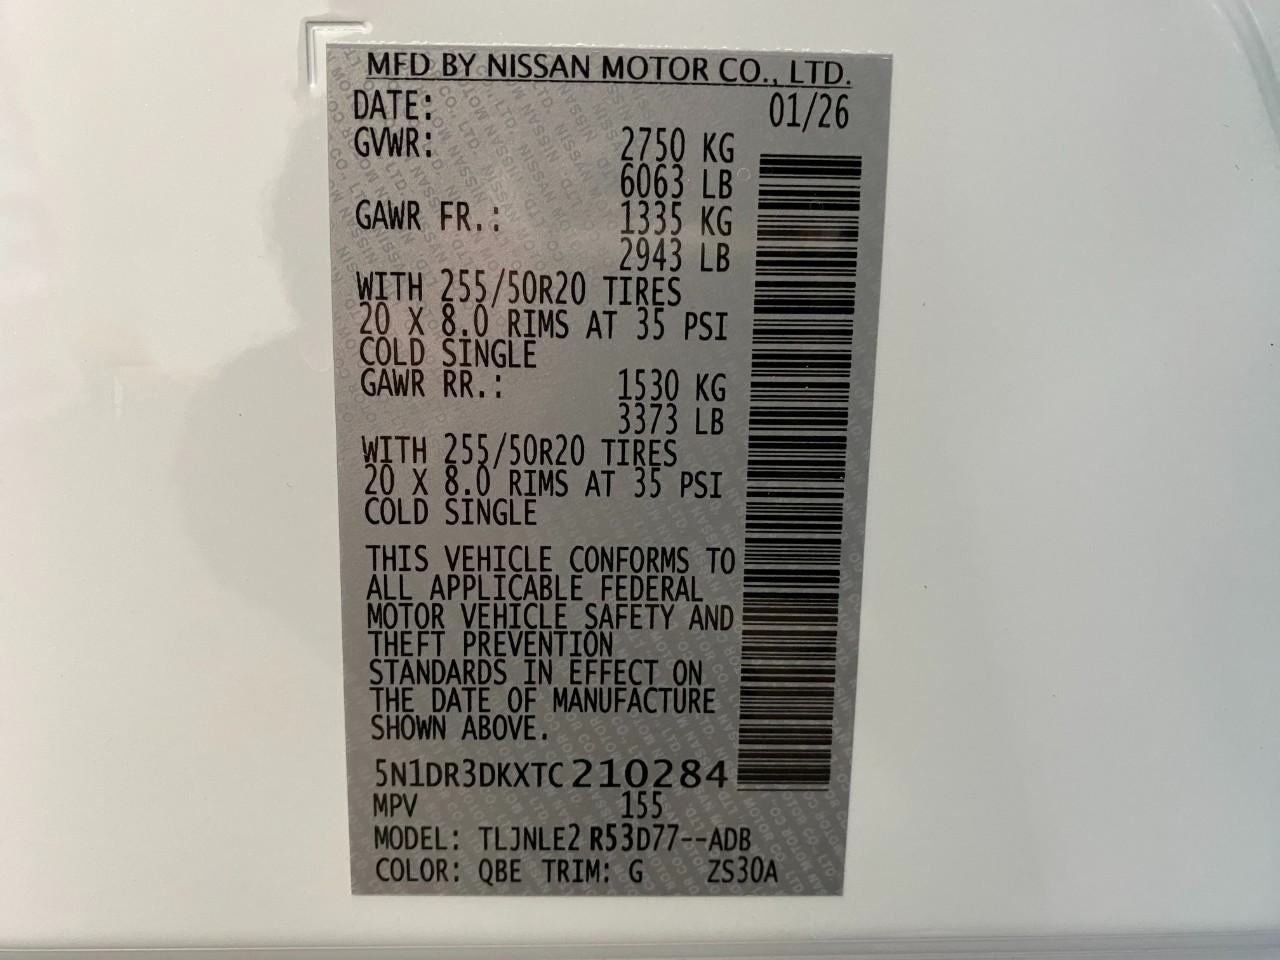 MFD BY NISSAN MOTOR CO., LTD.
DATE: 01/26
GVWR: 2750 KG
6063 LB
GAWR FR.: 1335 KG
2943 LB
WITH 255/50R20 TIRES
20 X 8.0 RIMS AT 35 PSI
COLD SINGLE
GAWR RR.: 1530 KG
3373 LB
WITH 255/50R20 TIRES
20 X 8.0 RIMS AT 35 PSI
COLD SINGLE
THIS VEHICLE CONFORMS TO
ALL APPLICABLE FEDERAL
MOTOR VEHICLE SAFETY AND
THEFT PREVENTION
STANDARDS IN EFFECT ON
THE DATE OF MANUFACTURE
SHOWN ABOVE.
5N1DR3DKXTC210284
MPV 155
MODEL: TLJNLE2 R53D77--ADB
COLOR: QBE TRIM: G ZS30A